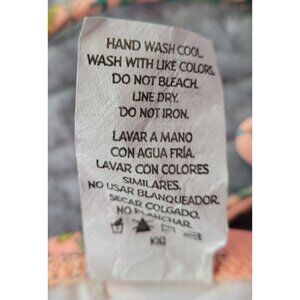 HAND WASH COOL.
WASH WITH LIKE COLORS.
DO NOT BLEACH.
LINE DRY.
DO NOT IRON.
LAVAR A MANO
CON AGUA FRÍA.
LAVAR CON COLORES
SIMILARES.
NO USAR BLANQUEADOR.
SECAR COLGADO.
NO PLANCHAR.